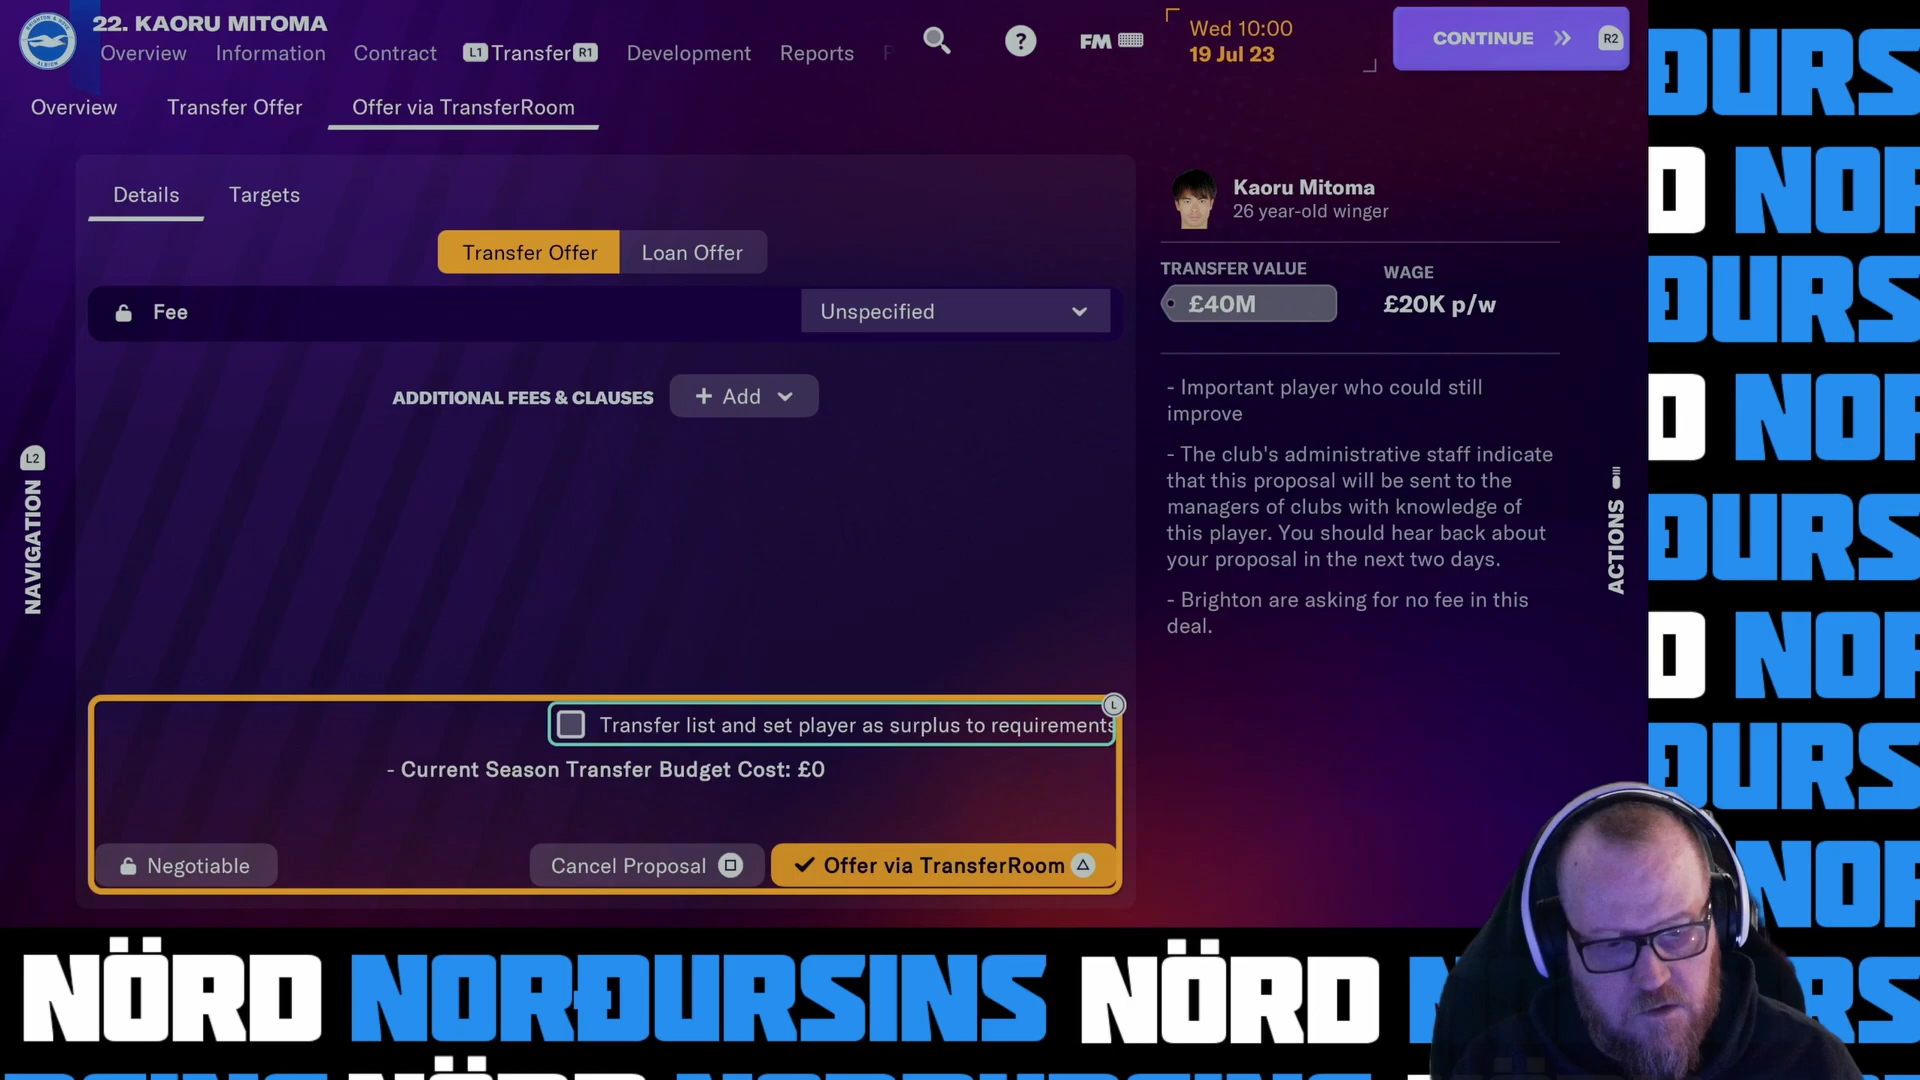 22. KAORU MITOMA
Overview Information Contract L1 Transfer R1 Development Reports
FM
Wed 10:00
19 Jul 23
CONTINUE R2
Overview Transfer Offer Offer via TransferRoom
Details Targets
Transfer Offer Loan Offer
Fee Unspecified
ADDITIONAL FEES & CLAUSES + Add
Transfer list and set player as surplus to requirements
L
- Current Season Transfer Budget Cost: £0
Negotiable Cancel Proposal Offer via TransferRoom
L2
NAVIGATION
Kaoru Mitoma
26 year-old winger
TRANSFER VALUE WAGE
£40M £20K p/w
- Important player who could still
improve
- The club's administrative staff indicate
that this proposal will be sent to the
managers of clubs with knowledge of
this player. You should hear back about
your proposal in the next two days.
- Brighton are asking for no fee in this
deal.
ACTIONS
NÖRD NORÐURSINS NÖRD